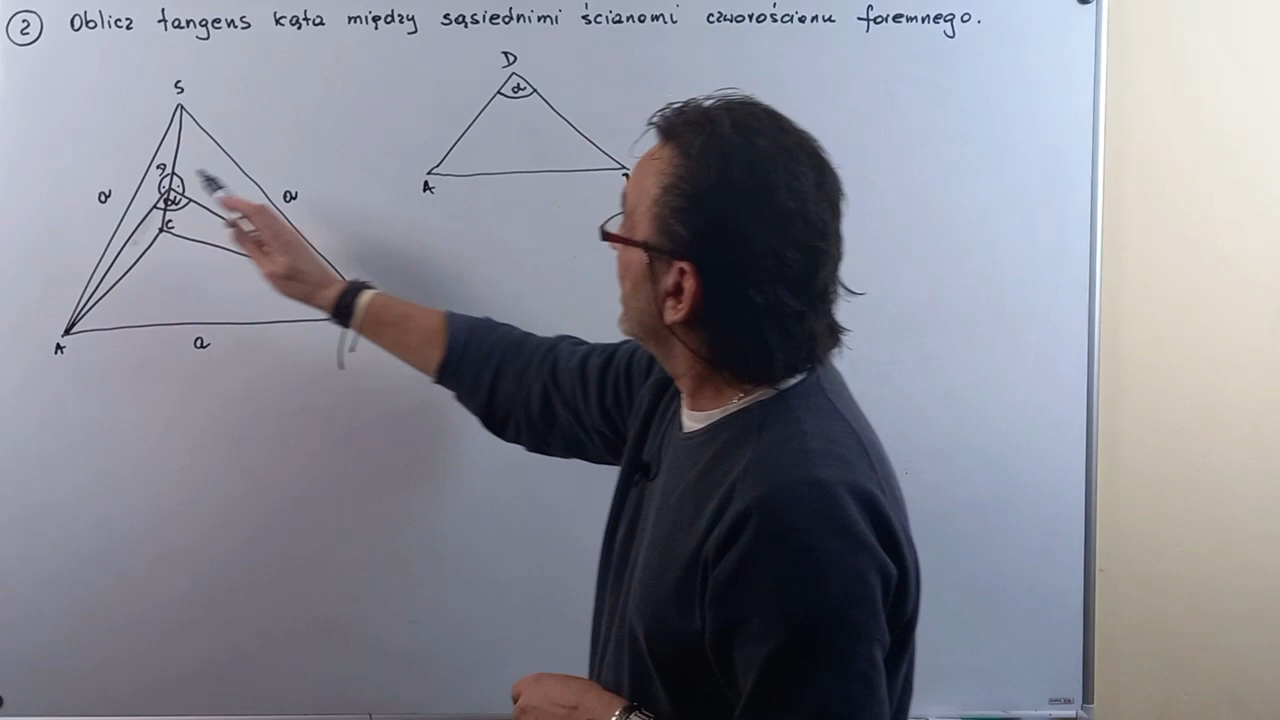 2 Oblicz tangens kąta między sąsiednimi ścianami czworościanu foremnego.
S
D
α
D
a
a
α
C
A
A
a